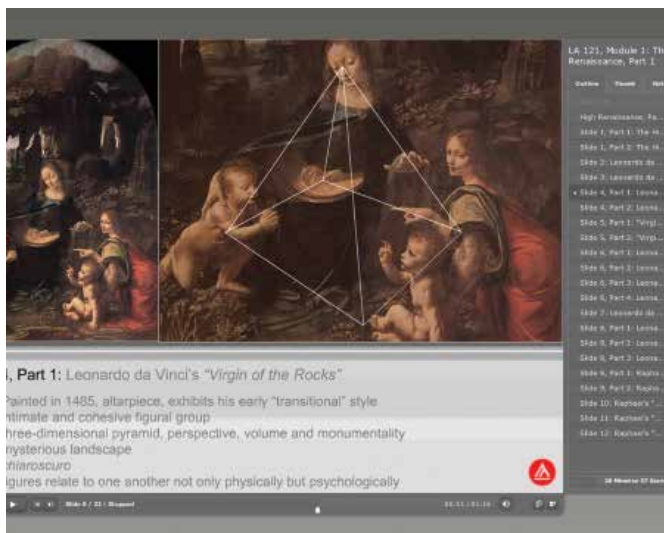 LA 121, Module 1: Th
Renaissance, Part 1
Outline Thumb
High Renaissance, Pa...
Slide 1, Part 1: The H...
Slide 1, Part 2: The H...
Slide 2: Leonardo da ...
Slide 3: Leonardo da ...
Slide 4, Part 1: Leona...
Slide 4, Part 2: Leona...
Slide 5, Part 1: "Virgi...
Slide 5, Part 2: "Virgi...
Slide 6, Part 1: Leona...
Slide 6, Part 2: Leona...
Slide 6, Part 3: Leona...
Slide 6, Part 4: Leona...
Slide 7: Leonardo da ...
Slide 8, Part 1: Leona...
Slide 8, Part 2: Leona...
Slide 8, Part 3: Leona...
Slide 9, Part 1: Rapha...
Slide 9, Part 2: Rapha...
Slide 10: Raphael's "...
Slide 11: Raphael's "...
Slide 12: Raphael's "...
, Part 1: Leonardo da Vinci's "Virgin of the Rocks"
Painted in 1485, altarpiece, exhibits his early "transitional" style
ntimate and cohesive figural group
hree-dimensional pyramid, perspective, volume and monumentality
mysterious landscape
chiaroscuro
igures relate to one another not only physically but psychologically
Stopped